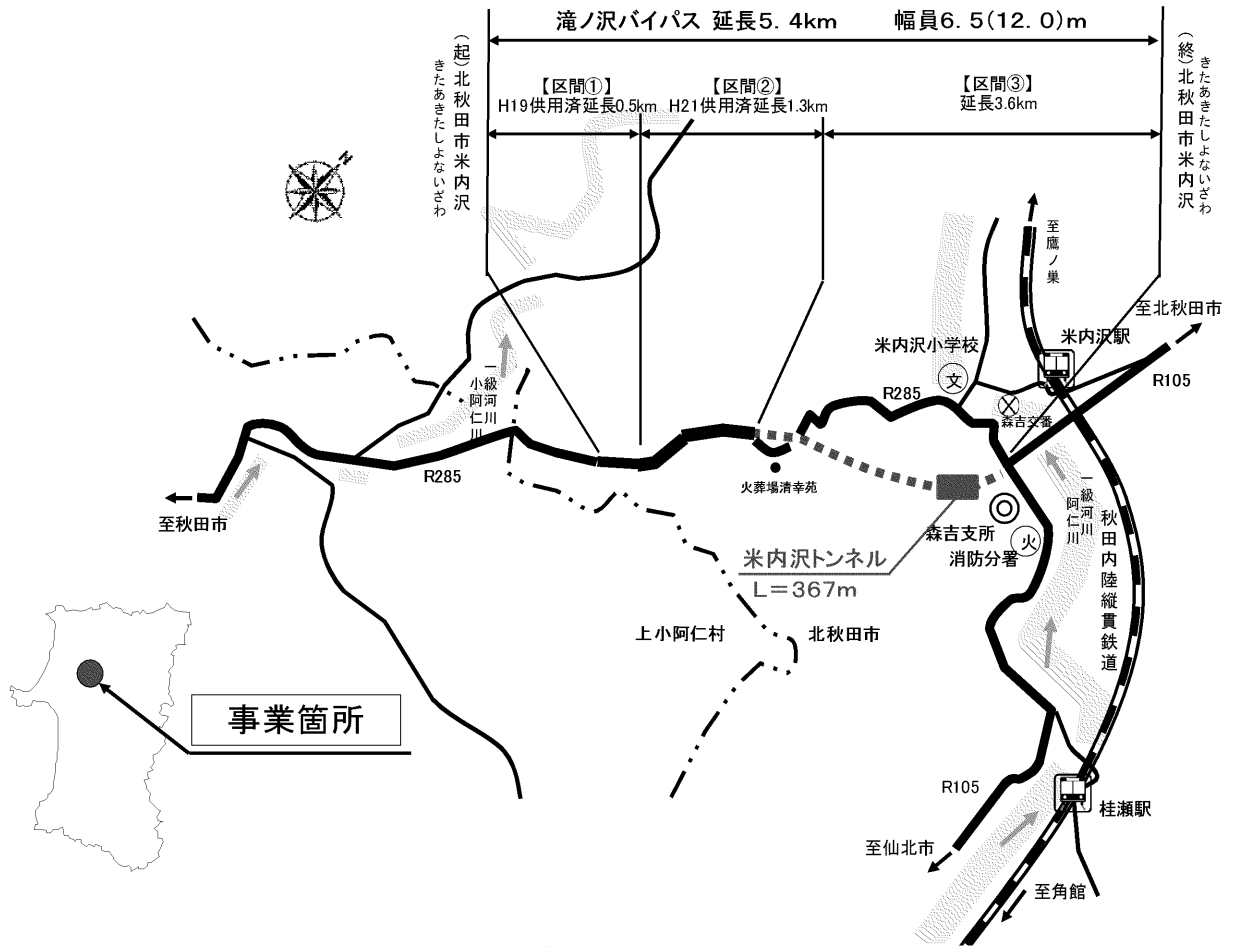 滝ノ沢バイパス 延長5.4km 幅員6.5(12.0)m
(起)北秋田市米内沢
きたあきたしよないざわ
【区間①】
H19供用済延長0.5km
【区間②】
H21供用済延長1.3km
【区間③】
延長3.6km
(終)北秋田市米内沢
きたあきたしよないざわ
N
至鷹ノ巣
至北秋田市
米内沢駅
R105
米内沢小学校
文
R285
森吉交番
一級河川
小阿仁川
R285
至秋田市
火葬場清幸苑
森吉支所
消防分署
火
一級河川
阿仁川
秋田内陸縦貫鉄道
米内沢トンネル
L=367m
上小阿仁村
北秋田市
事業箇所
R105
桂瀬駅
至仙北市
至角館